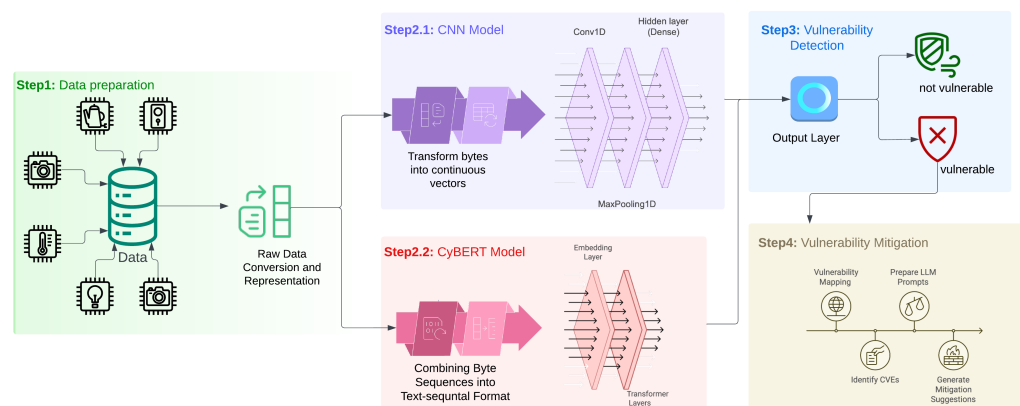 Step1: Data preparation
Data
Raw Data
Conversion and
Representation
Step2.1: CNN Model
Transform bytes
into continuous
vectors
Conv1D
Hidden layer
(Dense)
MaxPooling1D
Step2.2: CyBERT Model
Combining Byte
Sequences into
Text-sequntal Format
Embedding
Layer
Transformer
Layers
Step3: Vulnerability
Detection
Output Layer
not vulnerable
vulnerable
Step4: Vulnerability Mitigation
Vulnerability
Mapping
Prepare LLM
Prompts
Identify CVEs
Generate
Mitigation
Suggestions